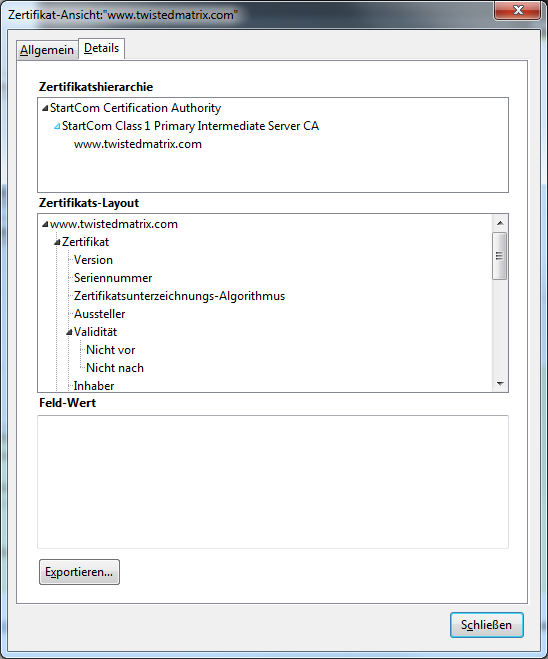 Zertifikat-Ansicht:"www.twistedmatrix.com"
Allgemein
Details
Zertifikatshierarchie
StartCom Certification Authority
StartCom Class 1 Primary Intermediate Server CA
www.twistedmatrix.com
Zertifikats-Layout
www.twistedmatrix.com
Zertifikat
Version
Seriennummer
Zertifikatsunterzeichnungs-Algorithmus
Aussteller
Validität
Nicht vor
Nicht nach
Inhaber
Feld-Wert
Exportieren...
Schließen